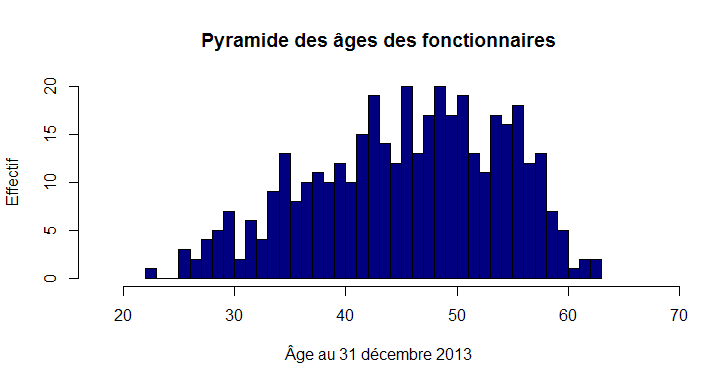 Pyramide des âges des fonctionnaires
Effectif
20
15
10
5
0
20 30 40 50 60 70
Âge au 31 décembre 2013